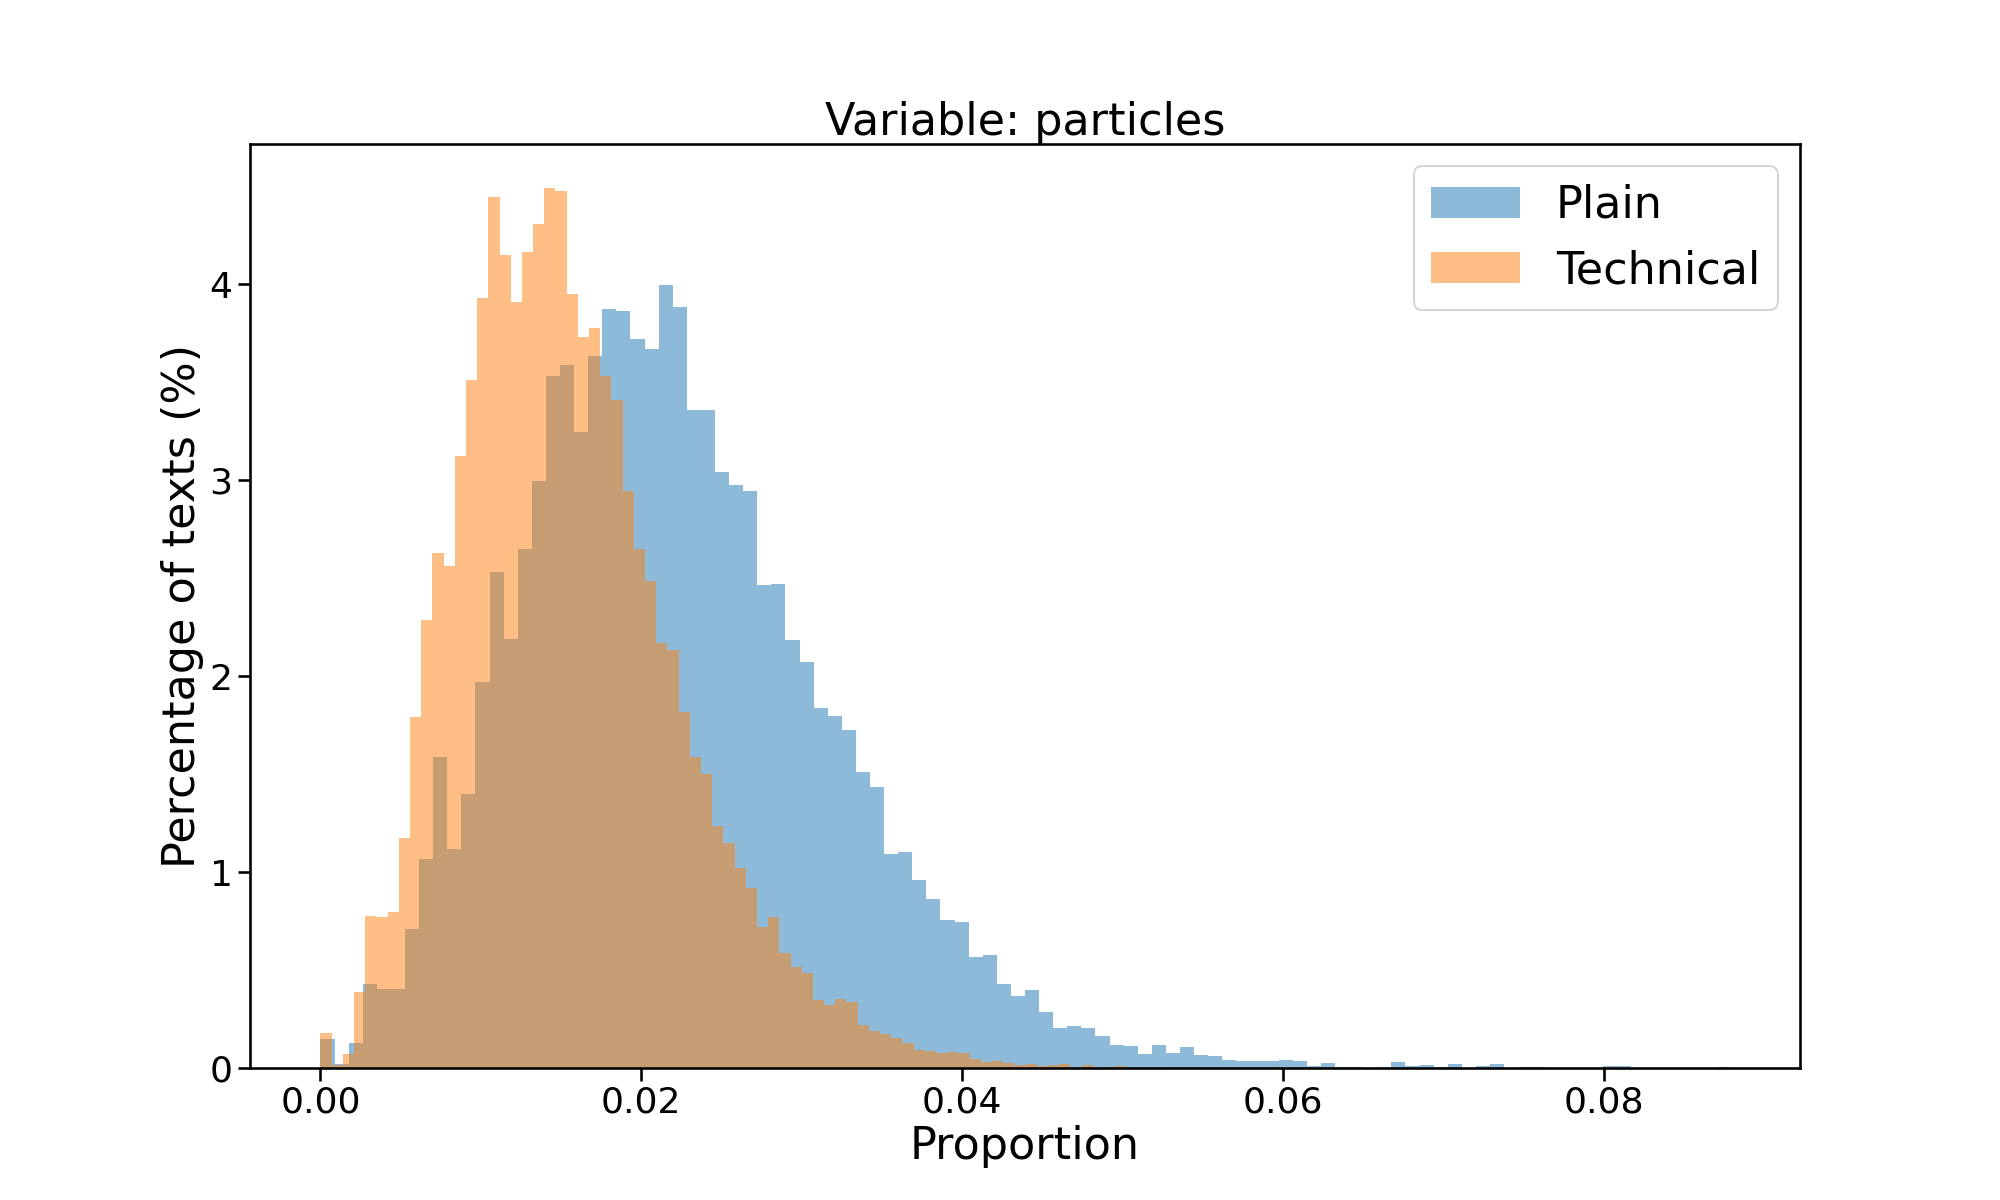 Variable: particles
Plain
Technical
Percentage of texts (%)
4
3
2
1
0
0.00 0.02 0.04 0.06 0.08
Proportion